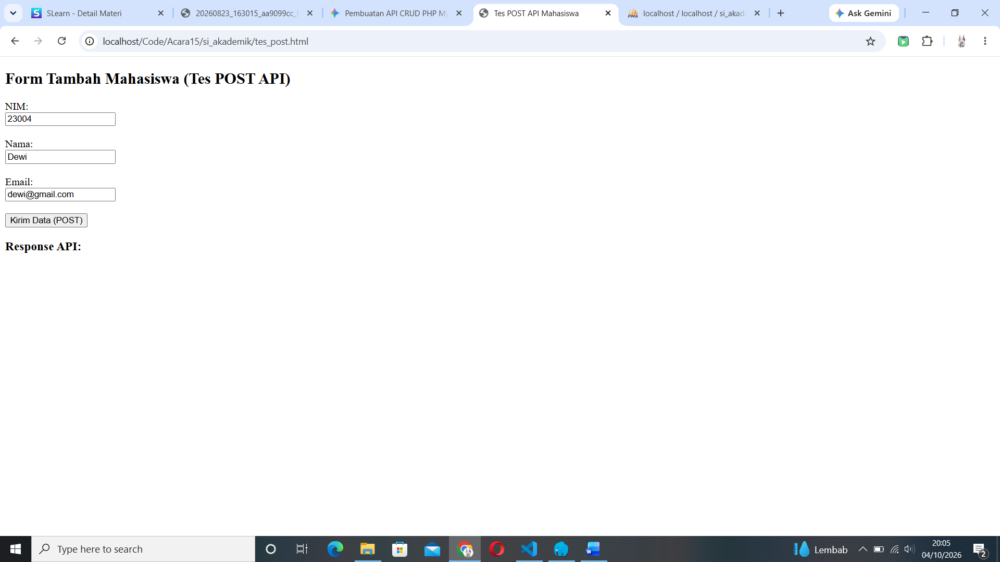 SLearn - Detail Materi
20260823_163015_aa9099cc_
Pembuatan API CRUD PHP My
Tes POST API Mahasiswa
localhost / localhost / si_akade
Ask Gemini
localhost/Code/Acara15/si_akademik/tes_post.html
Form Tambah Mahasiswa (Tes POST API)
NIM:
23004
Nama:
Dewi
Email:
dewi@gmail.com
Kirim Data (POST)
Response API:
Type here to search
Lembab
20:05
04/10/2026
2